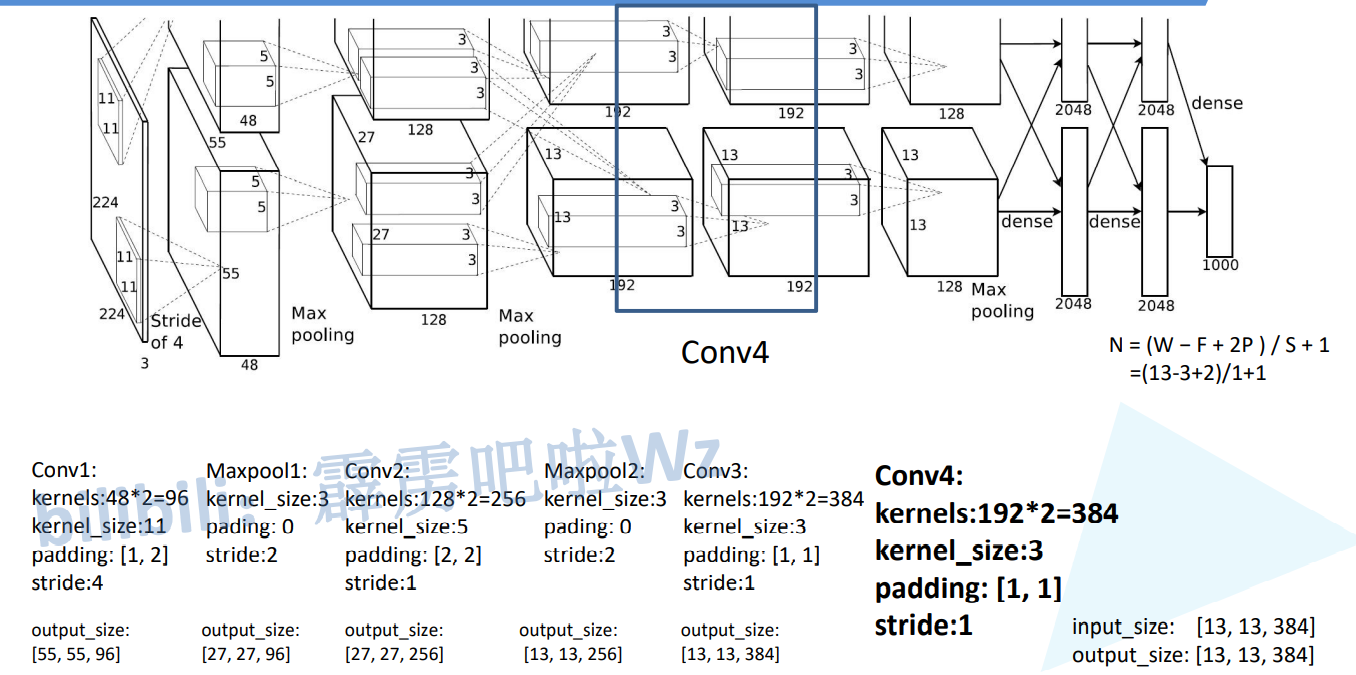 3
3
3
5
5
3
3
3
11
3
3
3
11
192
192
128
2048
2048
dense
48
128
55
27
13
13
13
5
3
3
5
3
3
224
13
13
13
dense
dense
11
55
27
3
3
3
3
11
1000
192
192
128
Max
pooling
2048
2048
224
Stride
of 4
Max
pooling
128
Max
pooling
3
48
Conv4
N = (W − F + 2P ) / S + 1
=(13-3+2)/1+1
bilibili: 霹雳吧啦Wz
Conv1:
kernels:48*2=96
kernel_size:11
padding: [1, 2]
stride:4
output_size:
[55, 55, 96]
Maxpool1:
kernel_size:3
pading: 0
stride:2
output_size:
[27, 27, 96]
Conv2:
kernels:128*2=256
kernel_size:5
padding: [2, 2]
stride:1
output_size:
[27, 27, 256]
Maxpool2:
kernel_size:3
pading: 0
stride:2
output_size:
[13, 13, 256]
Conv3:
kernels:192*2=384
kernel_size:3
padding: [1, 1]
stride:1
output_size:
[13, 13, 384]
Conv4:
kernels:192*2=384
kernel_size:3
padding: [1, 1]
stride:1
input_size: [13, 13, 384]
output_size: [13, 13, 384]